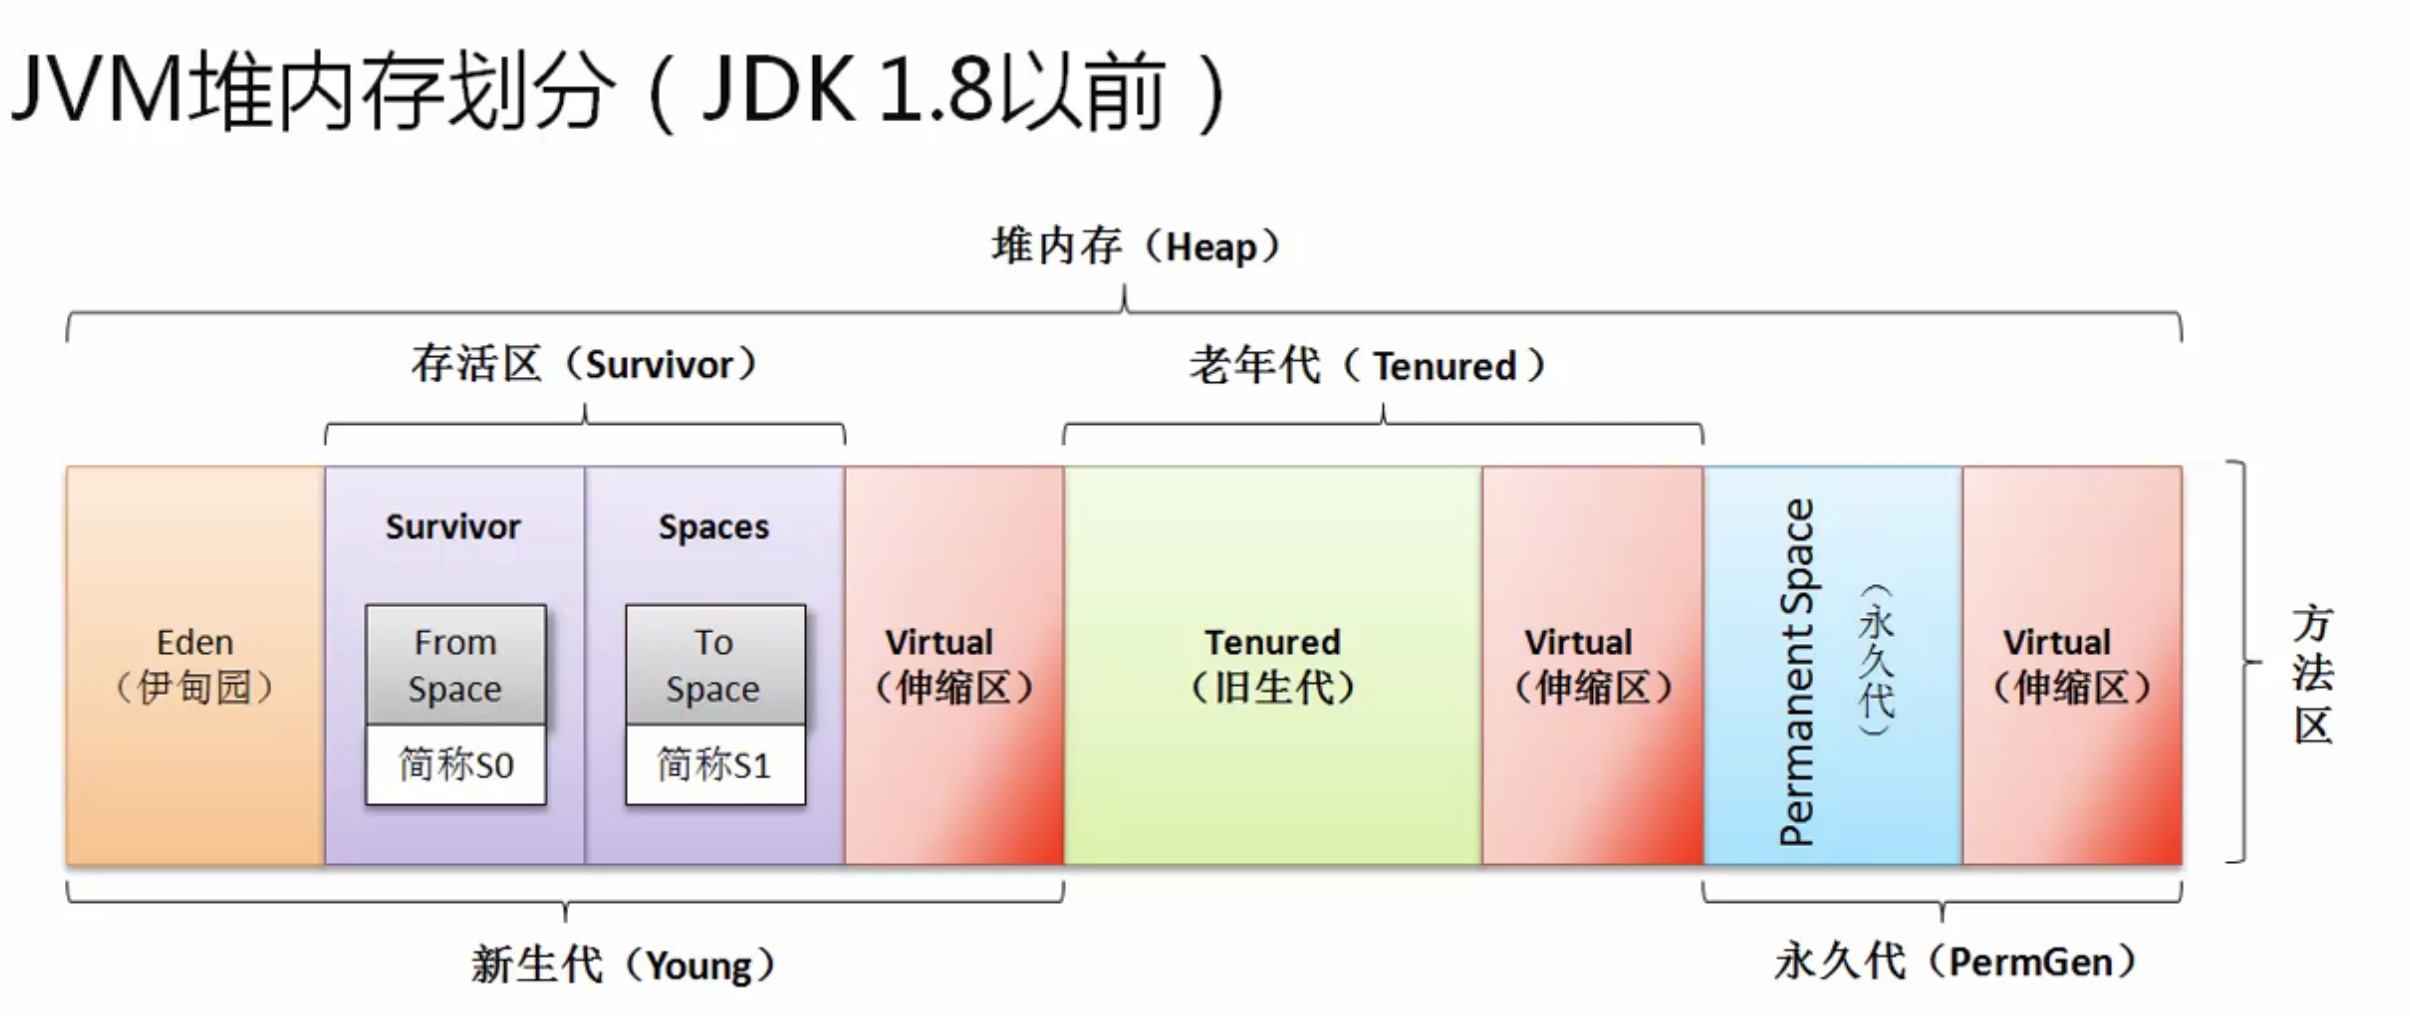 JVM堆内存划分（JDK 1.8以前）
堆内存（Heap）
存活区（Survivor）
老年代（ Tenured ）
Eden
（伊甸园）
Survivor
From
Space
简称S0
Spaces
To
Space
简称S1
Virtual
（伸缩区）
Tenured
（旧生代）
Virtual
（伸缩区）
Permanent Space
（永久代）
Virtual
（伸缩区）
方法区
新生代（Young）
永久代（PermGen）